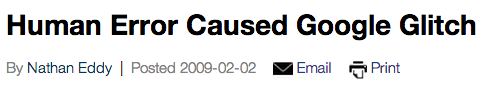 Human Error Caused Google Glitch
By Nathan Eddy | Posted 2009-02-02 Email Print